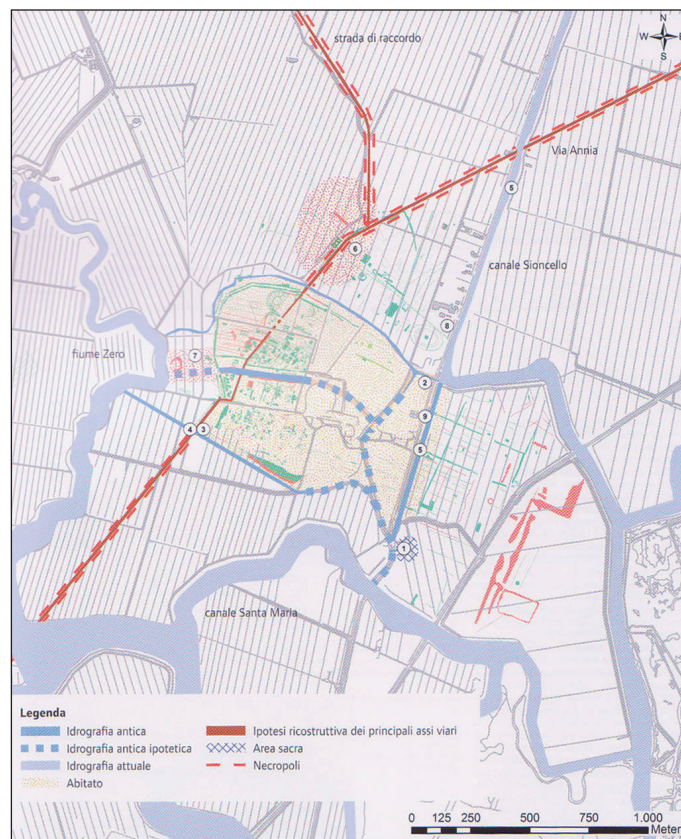 strada di raccordo
N
W
E
S
Via Annia
5
6
canale Sioncello
8
7
fiume Zero
2
9
4
3
5
1
canale Santa Maria
Legenda
Idrografia antica
Idrografia antica ipotetica
Idrografia attuale
Abitato
Ipotesi ricostruttiva dei principali assi viari
Area sacra
Necropoli
0 125 250 500 750 1.000
Meter